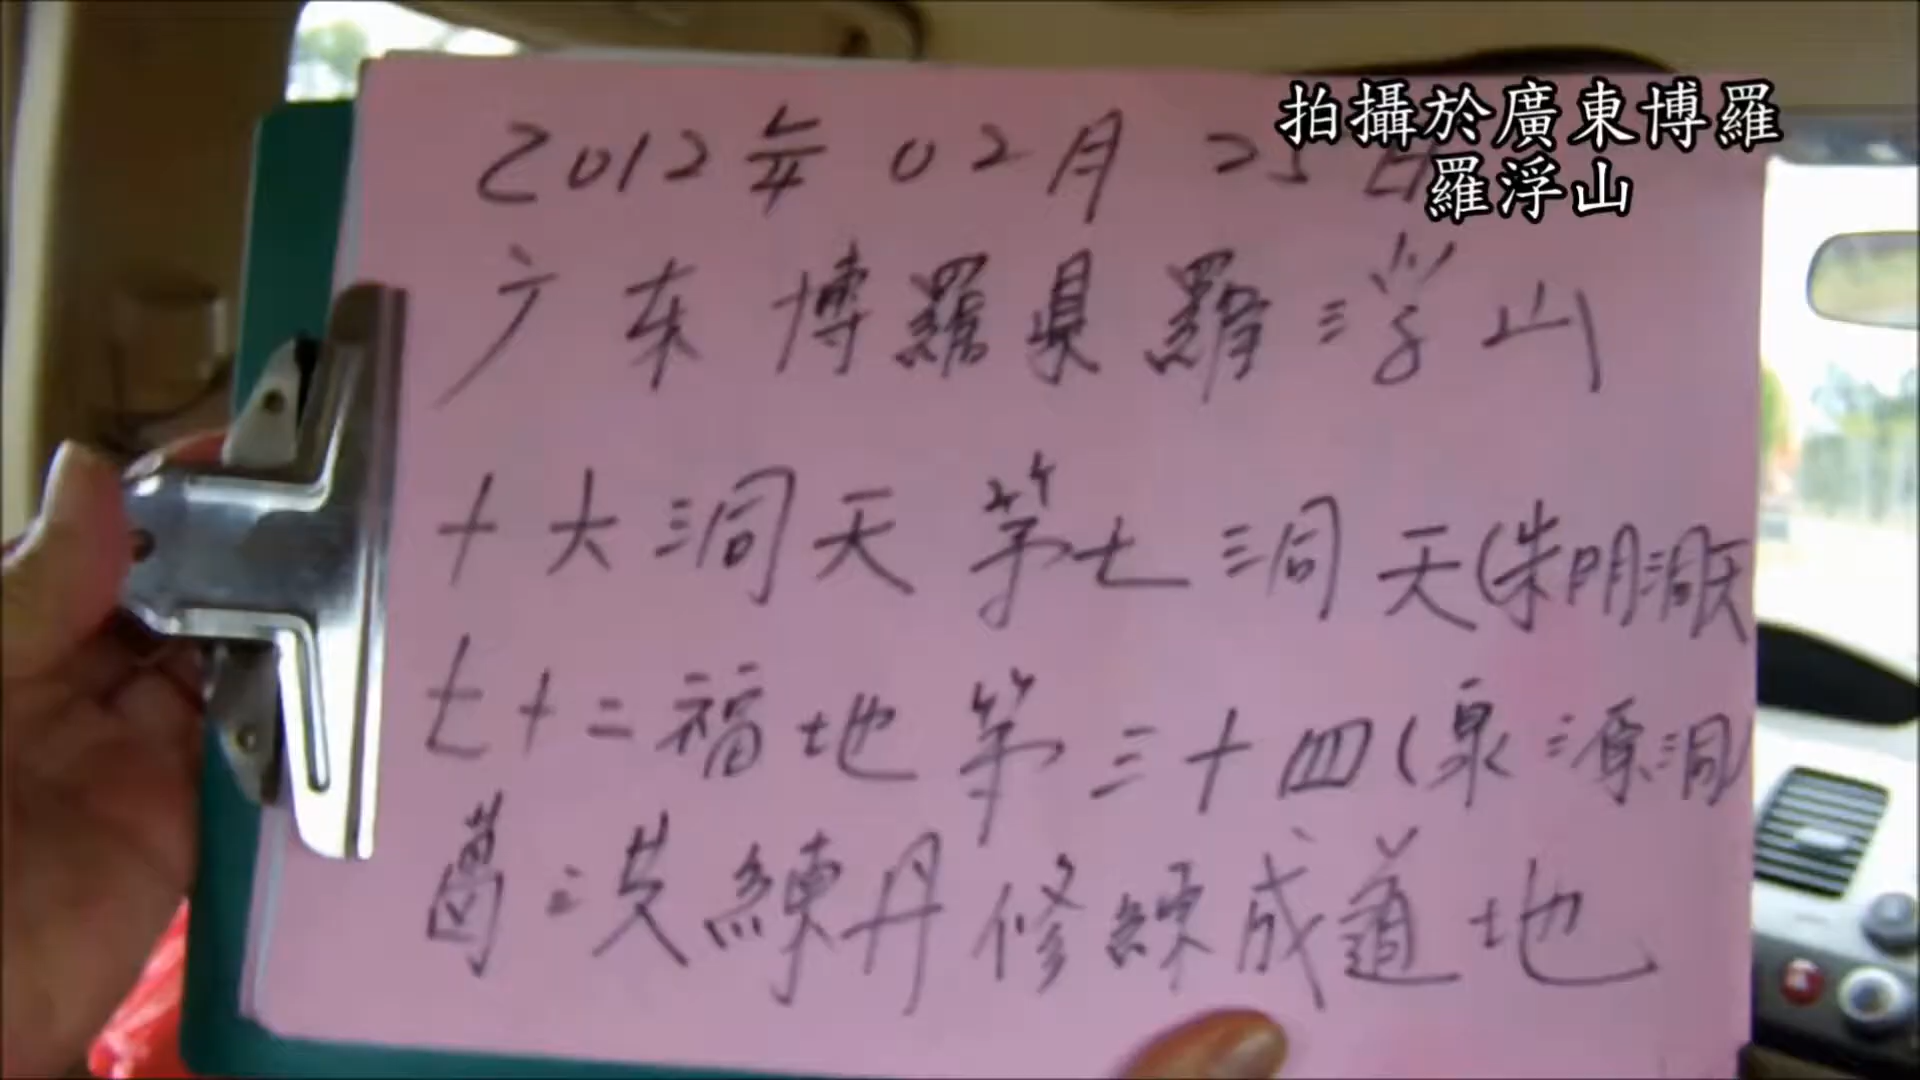 拍攝於廣東博羅
羅浮山
2012年02月25日
广东博羅県羅浮山
十大洞天第七洞天(朱明洞天
七十二福地第三十四(泉源洞)
葛洪練丹修練成道地